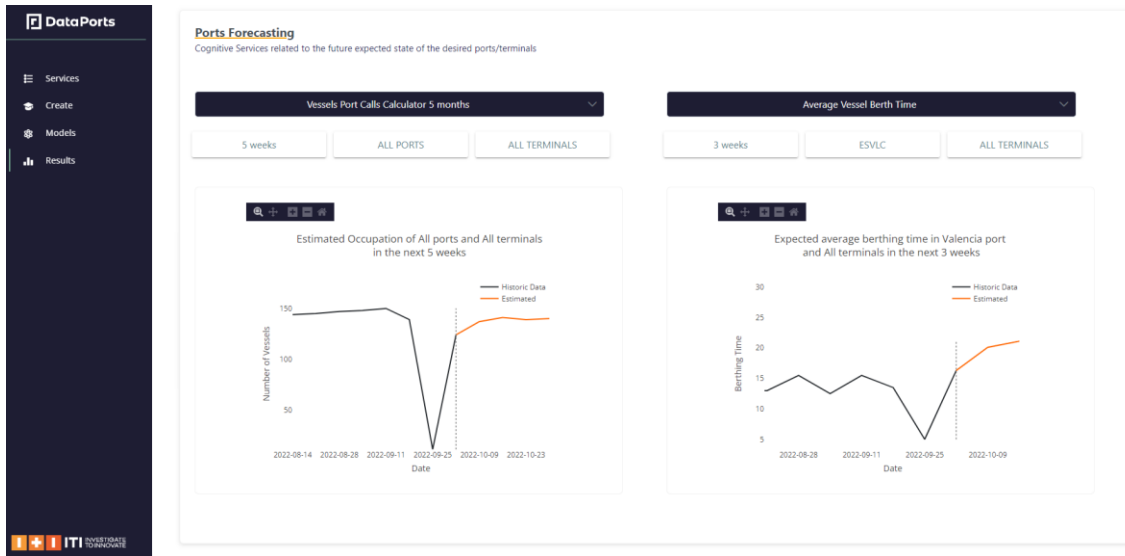 DataPorts
Services
Create
Models
Results
ITI INVESTIGATE
TO INNOVATE
Ports Forecasting
Cognitive Services related to the future expected state of the desired ports/terminals
Vessels Port Calls Calculator 5 months
5 weeks ALL PORTS ALL TERMINALS
Estimated Occupation of All ports and All terminals
in the next 5 weeks
Historic Data
Estimated
150
100
50
Number of Vessels
2022-08-14 2022-08-28 2022-09-11 2022-09-25 2022-10-09 2022-10-23
Date
Average Vessel Berth Time
3 weeks ESVLC ALL TERMINALS
Expected average berthing time in Valencia port
and All terminals in the next 3 weeks
Historic Data
Estimated
30
25
20
15
10
5
Berthing Time
2022-08-28 2022-09-11 2022-09-25 2022-10-09
Date